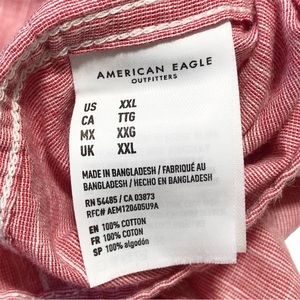 AMERICAN EAGLE
OUTFITTERS
US XXL
CA TTG
MX XXG
UK XXL
MADE IN BANGLADESH / FABRIQUÉ AU
BANGLADESH / HECHO EN BANGLADESH
RN 54485 / CA 03873
RFC# AEM120605U9A
EN 100% COTTON
FR 100% COTON
SP 100% algodón